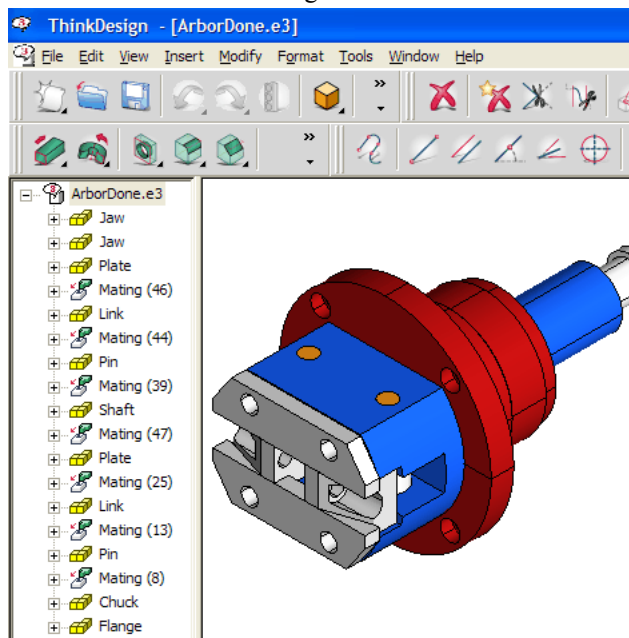 ThinkDesign - [ArborDone.e3]
File Edit View Insert Modify Format Tools Window Help
ArborDone.e3
Jaw
Jaw
Plate
Mating (46)
Link
Mating (44)
Pin
Mating (39)
Shaft
Mating (47)
Plate
Mating (25)
Link
Mating (13)
Pin
Mating (8)
Chuck
Flange